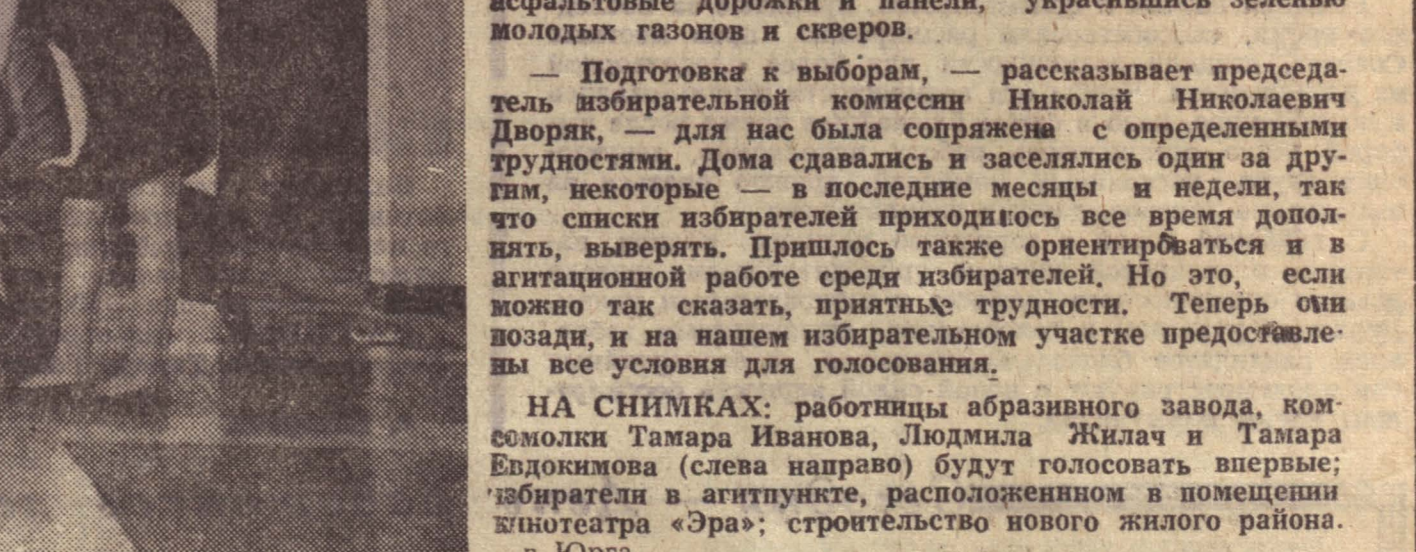 асфальтовые дорожки и панели, украсившись зеленью
молодых газонов и скверов.
— Подготовка к выборам, — рассказывает председа-
тель избирательной комиссии Николай Николаевич
Дворяк, — для нас была сопряжена с определенными
трудностями. Дома сдавались и заселялись один за дру-
гим, некоторые — в последние месяцы и недели, так
что списки избирателей приходилось все время допол-
нять, выверять. Пришлось также ориентироваться и в
агитационной работе среди избирателей. Но это, если
можно так сказать, приятные трудности. Теперь они
позади, и на нашем избирательном участке предоставле-
ны все условия для голосования.
НА СНИМКАХ: работницы абразивного завода, ком-
сомолки Тамара Иванова, Людмила Жилач и Тамара
Евдокимова (слева направо) будут голосовать впервые;
избиратели в агитпункте, расположеннном в помещении
кинотеатра «Эра»; строительство нового жилого района.
г. Юрга.